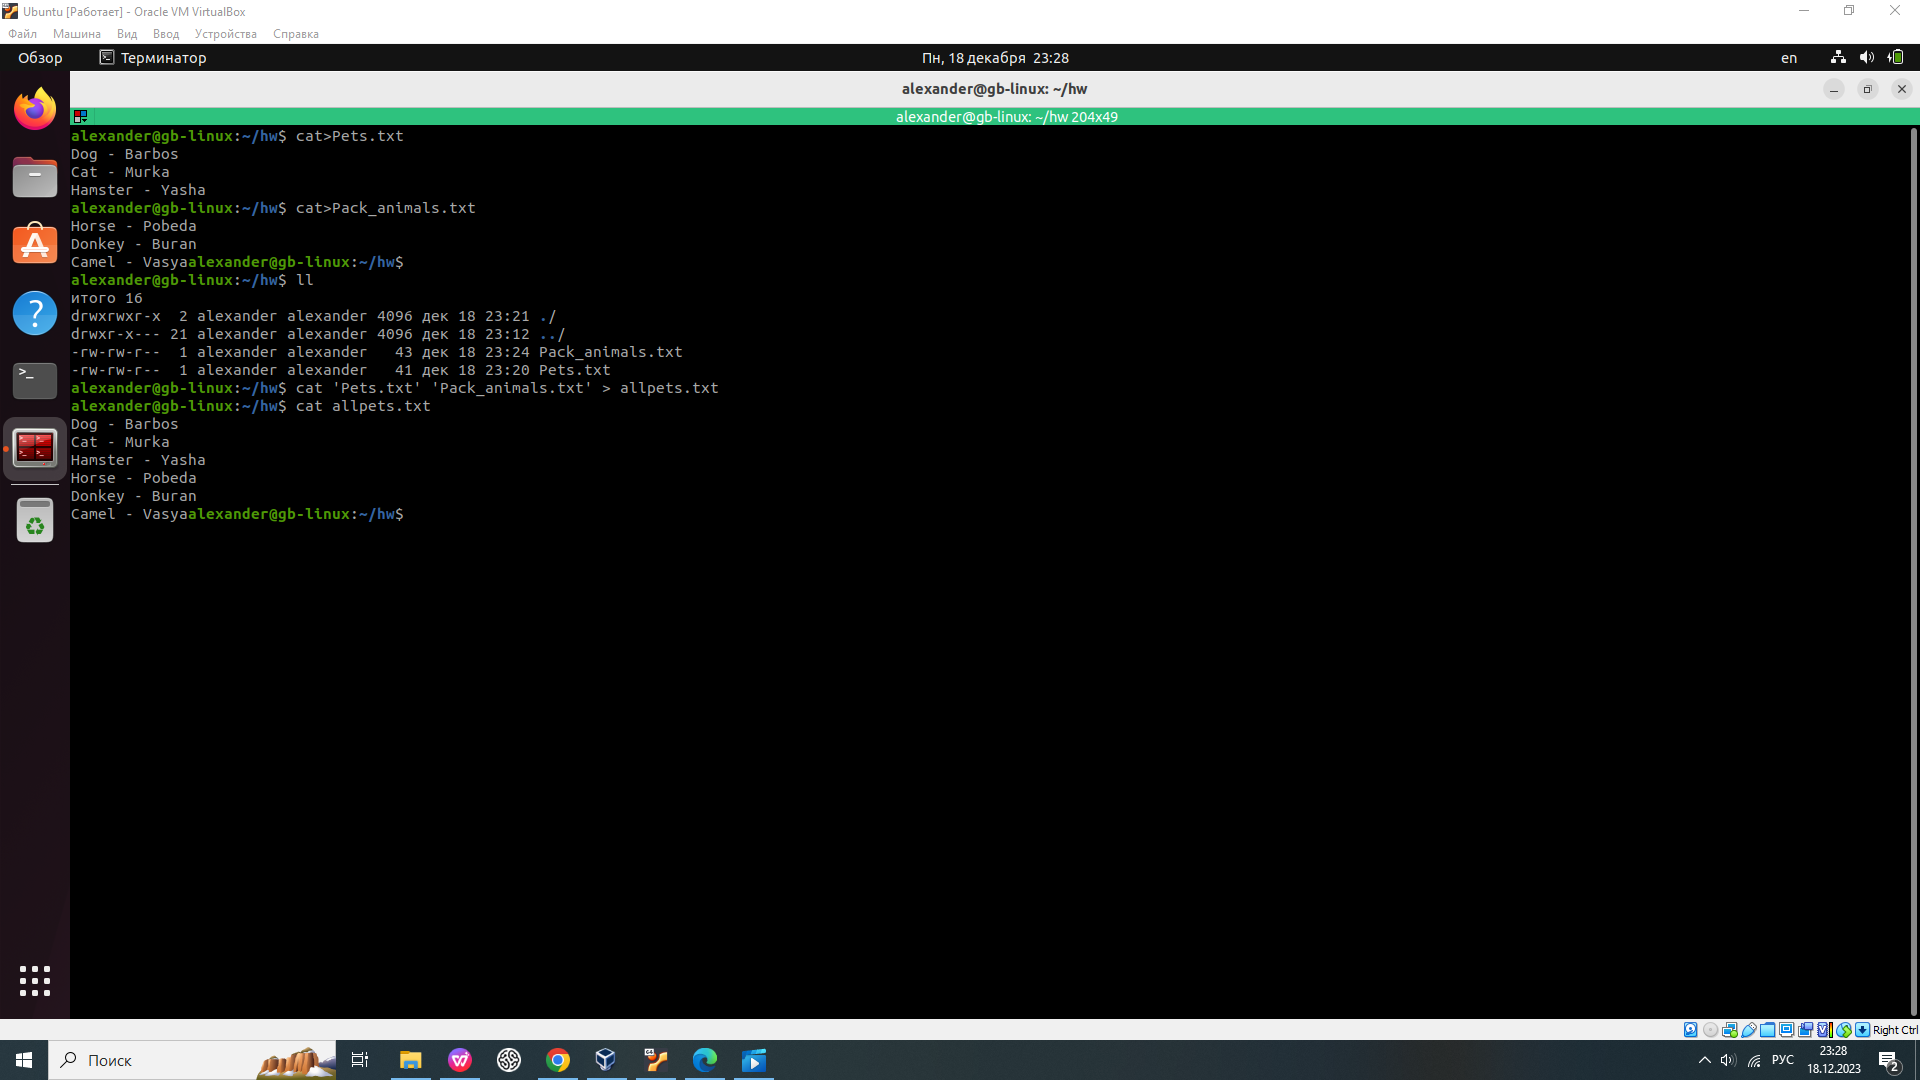 Ubuntu [Работает] - Oracle VM VirtualBox
Файл Машина Вид Ввод Устройства Справка
Обзор Терминатор Пн, 18 декабря 23:28 en
alexander@gb-linux: ~/hw
alexander@gb-linux: ~/hw 204x49
alexander@gb-linux:~/hw$ cat>Pets.txt
Dog - Barbos
Cat - Murka
Hamster - Yasha
alexander@gb-linux:~/hw$ cat>Pack_animals.txt
Horse - Pobeda
Donkey - Buran
Camel - Vasyaalexander@gb-linux:~/hw$
alexander@gb-linux:~/hw$ ll
итого 16
drwxrwxr-x  2 alexander alexander 4096 дек 18 23:21 ./
drwxr-x--- 21 alexander alexander 4096 дек 18 23:12 ../
-rw-rw-r--  1 alexander alexander   43 дек 18 23:24 Pack_animals.txt
-rw-rw-r--  1 alexander alexander   41 дек 18 23:20 Pets.txt
alexander@gb-linux:~/hw$ cat 'Pets.txt' 'Pack_animals.txt' > allpets.txt
alexander@gb-linux:~/hw$ cat allpets.txt
Dog - Barbos
Cat - Murka
Hamster - Yasha
Horse - Pobeda
Donkey - Buran
Camel - Vasyaalexander@gb-linux:~/hw$
Right Ctrl
Поиск
РУС
23:28
18.12.2023
2